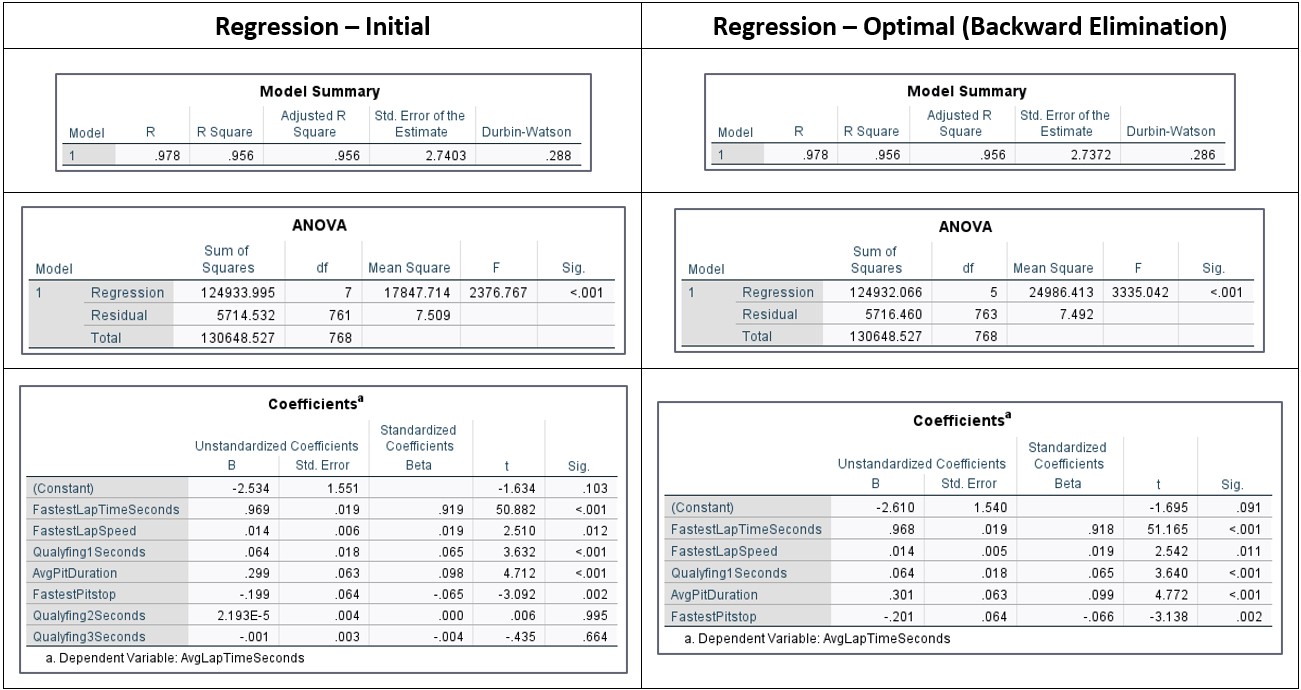 Regression – Initial
Regression – Optimal (Backward Elimination)
Model Summary
Model R R Square Adjusted R Square Std. Error of the Estimate Durbin-Watson
1 .978 .956 .956 2.7403 .288
Model Summary
Model R R Square Adjusted R Square Std. Error of the Estimate Durbin-Watson
1 .978 .956 .956 2.7372 .286
ANOVA
Model Sum of Squares df Mean Square F Sig.
1 Regression 124933.995 7 17847.714 2376.767 <.001
Residual 5714.532 761 7.509
Total 130648.527 768
ANOVA
Model Sum of Squares df Mean Square F Sig.
1 Regression 124932.066 5 24986.413 3335.042 <.001
Residual 5716.460 763 7.492
Total 130648.527 768
Coefficientsa
Unstandardized Coefficients Standardized Coefficients
B Std. Error Beta t Sig.
(Constant) -2.534 1.551 -1.634 .103
FastestLapTimeSeconds .969 .019 .919 50.882 <.001
FastestLapSpeed .014 .006 .019 2.510 .012
Qualyfing1Seconds .064 .018 .065 3.632 <.001
AvgPitDuration .299 .063 .098 4.712 <.001
FastestPitstop -.199 .064 -.065 -3.092 .002
Qualyfing2Seconds 2.193E-5 .004 .000 .006 .995
Qualyfing3Seconds -.001 .003 -.004 -.435 .664
a. Dependent Variable: AvgLapTimeSeconds
Coefficientsa
Unstandardized Coefficients Standardized Coefficients
B Std. Error Beta t Sig.
(Constant) -2.610 1.540 -1.695 .091
FastestLapTimeSeconds .968 .019 .918 51.165 <.001
FastestLapSpeed .014 .005 .019 2.542 .011
Qualyfing1Seconds .064 .018 .065 3.640 <.001
AvgPitDuration .301 .063 .099 4.772 <.001
FastestPitstop -.201 .064 -.066 -3.138 .002
a. Dependent Variable: AvgLapTimeSeconds